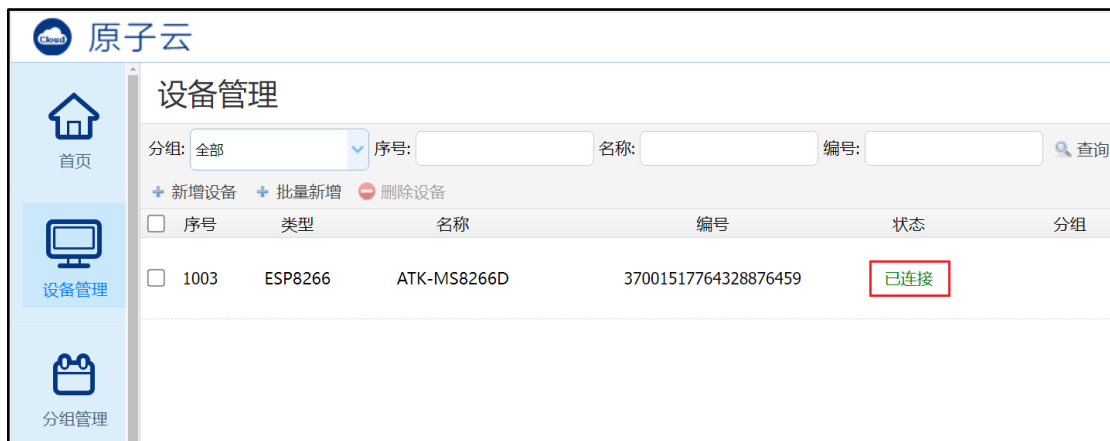 Cloud 原子云
首页
设备管理
分组管理
设备管理
分组: 全部 序号: 名称: 编号: 查询
新增设备 批量新增 删除设备
序号 类型 名称 编号 状态 分组
1003 ESP8266 ATK-MS8266D 37001517764328876459 已连接